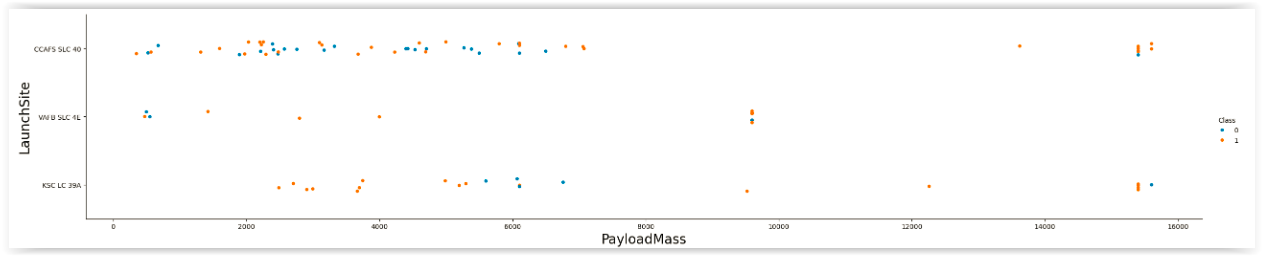 LaunchSite
CCAFS SLC 40
VAFB SLC 4E
KSC LC 39A
0 2000 4000 6000 8000 10000 12000 14000 16000
PayloadMass
Class
0
1